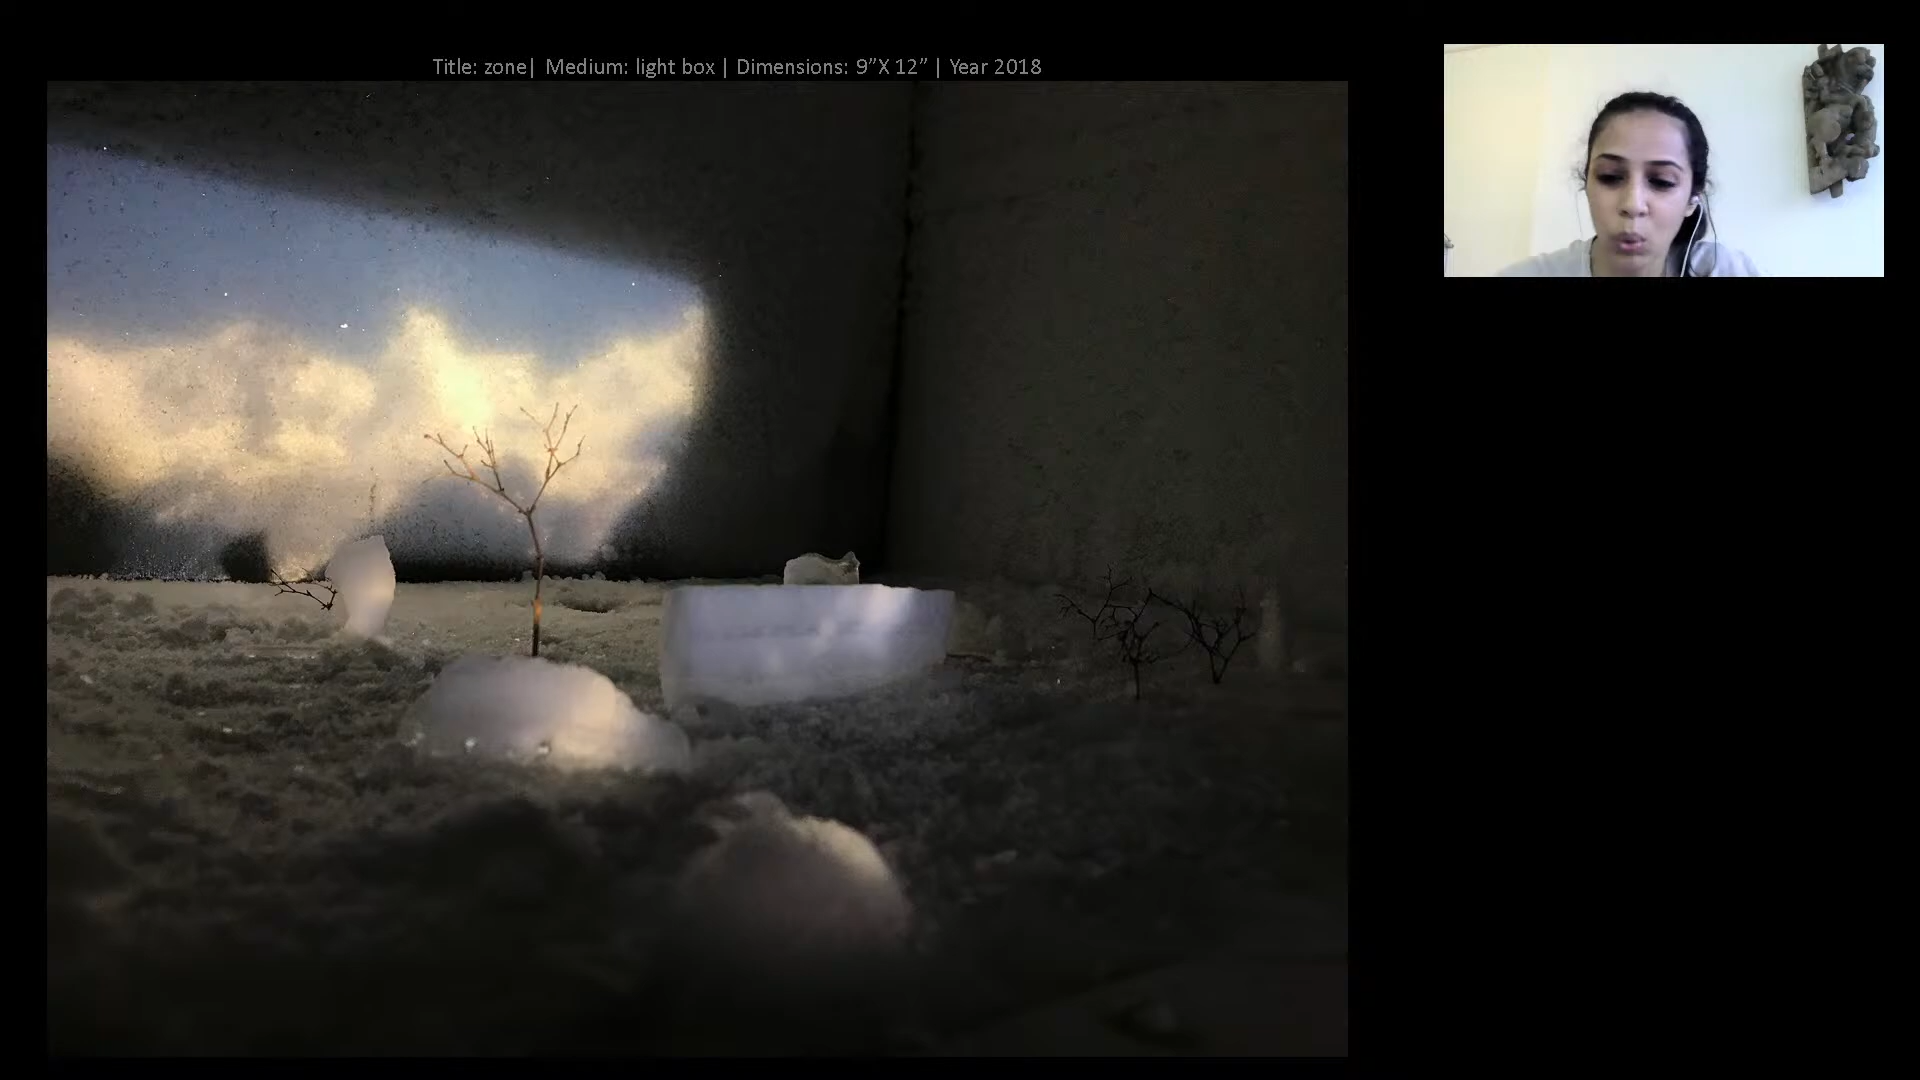 Title: zone| Medium: light box | Dimensions: 9”X 12” | Year 2018